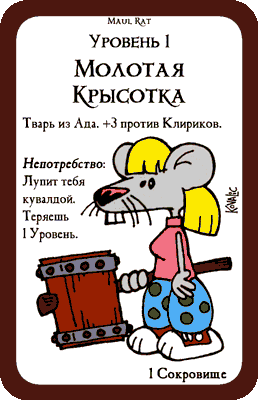 Maul Rat
Уровень 1
Молотая
Крысотка
Тварь из Ада. +3 против Клириков.
Непотребство:
Лупит тебя
кувалдой.
Теряешь
1 Уровень.
Kovalic
1 Сокровище